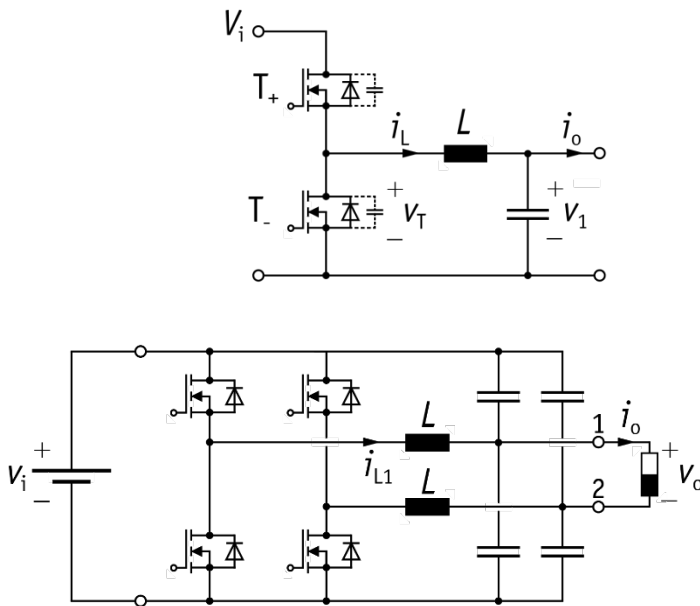 Vi
T+
iL L io
+ +
T- vT v1
− −
L 1 io
+ iL1 +
vi L 2 vo
− −